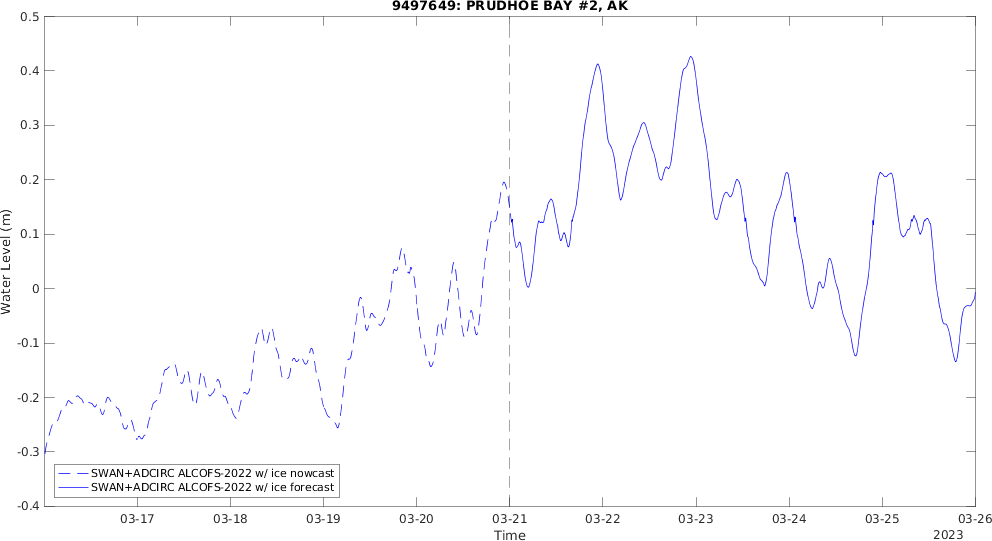 9497649: PRUDHOE BAY #2, AK
0.5
0.4
0.3
0.2
0.1
0
-0.1
-0.2
-0.3
-0.4
Water Level (m)
SWAN+ADCIRC ALCOFS-2022 w/ ice nowcast
SWAN+ADCIRC ALCOFS-2022 w/ ice forecast
03-17 03-18 03-19 03-20 03-21 03-22 03-23 03-24 03-25 03-26
Time
2023